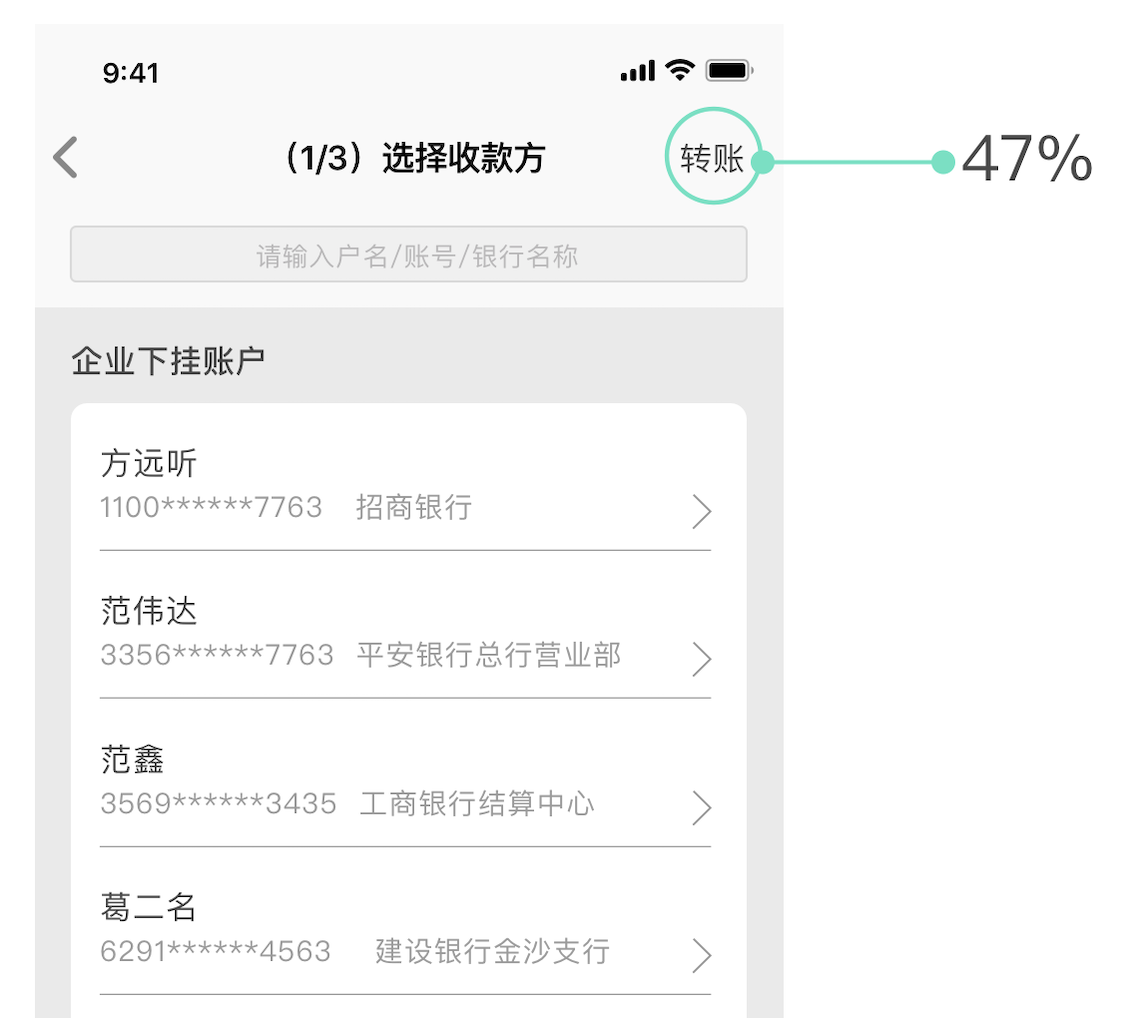 9:41
（1/3）选择收款方
转账
47%
请输入户名/账号/银行名称
企业下挂账户
方远听
1100******7763 招商银行
范伟达
3356******7763 平安银行总行营业部
范鑫
3569******3435 工商银行结算中心
葛二名
6291******4563 建设银行金沙支行